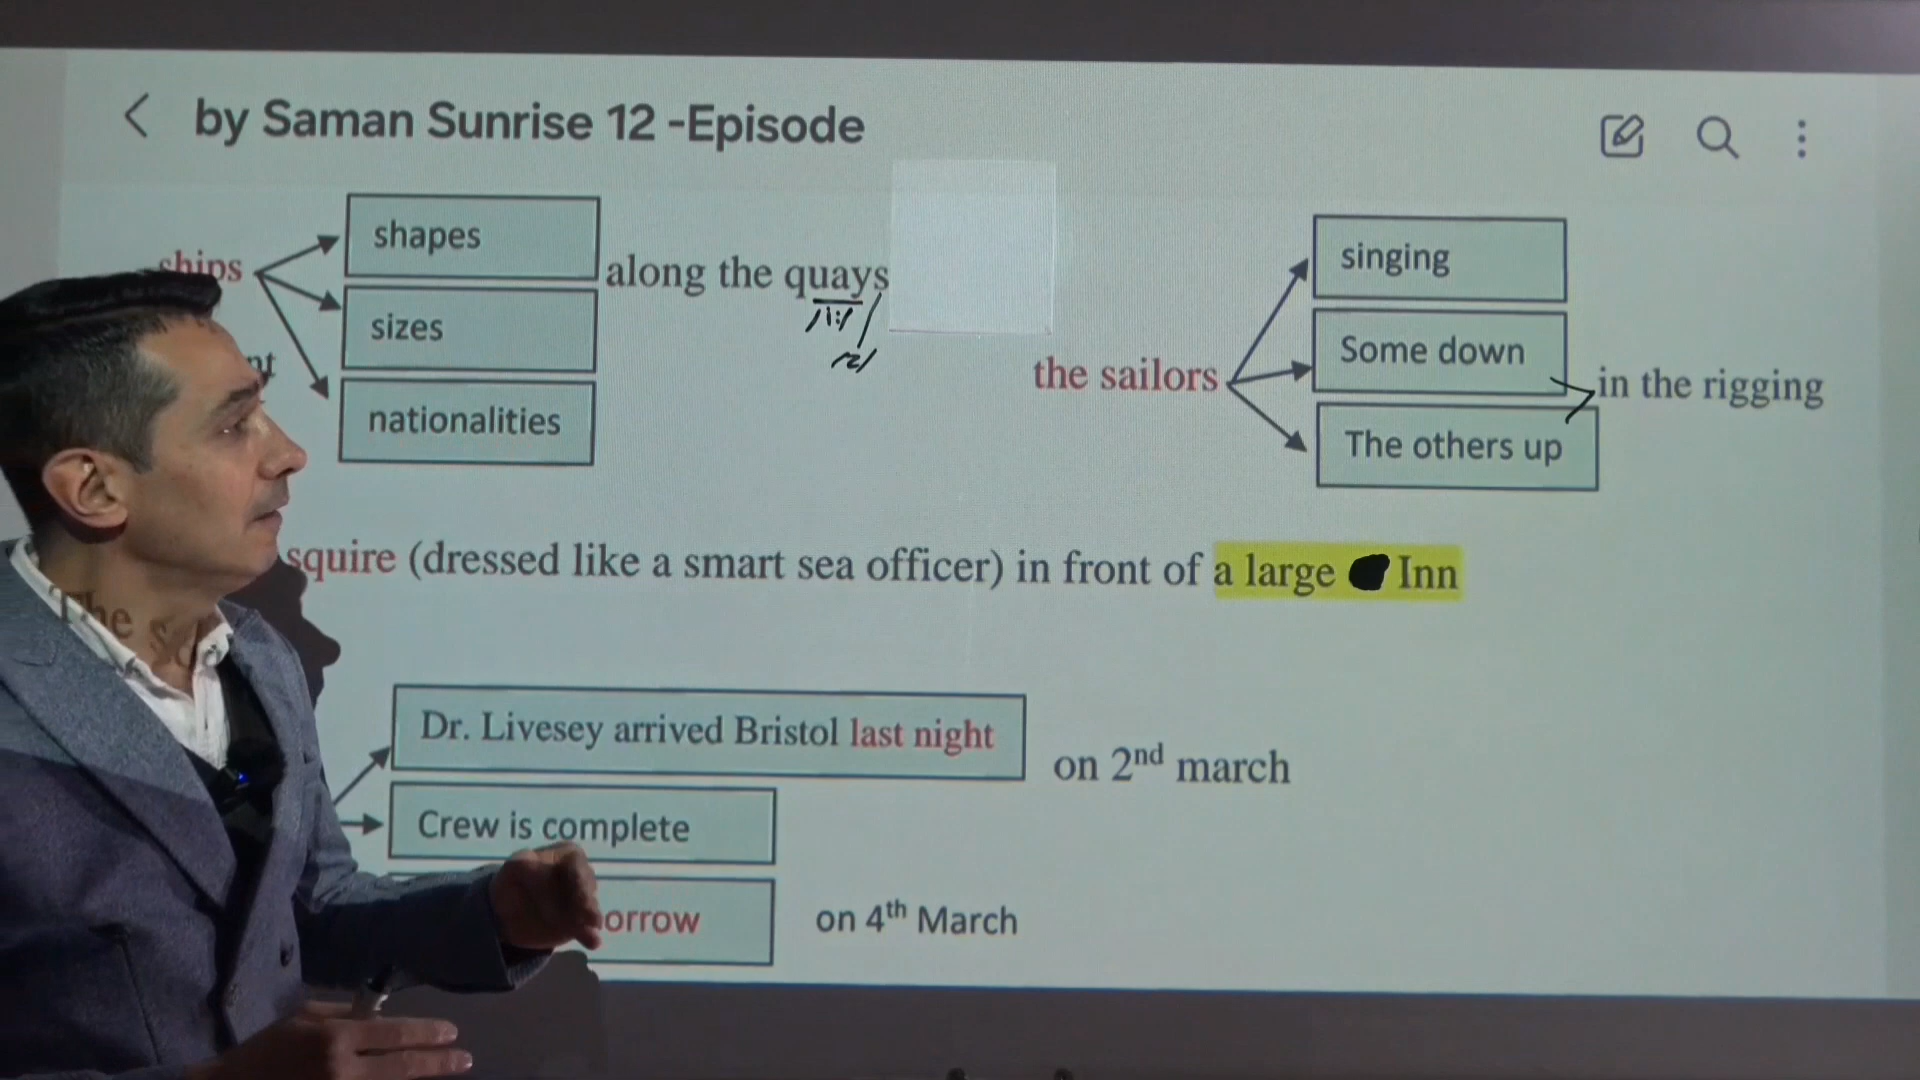 by Saman Sunrise 12 -Episode
ships
shapes
sizes
nationalities
along the quays
/i:/
/z/
the sailors
singing
Some down
The others up
in the rigging
The squire (dressed like a smart sea officer) in front of a large Inn
Dr. Livesey arrived Bristol last night
on 2nd march
Crew is complete
on 4th March